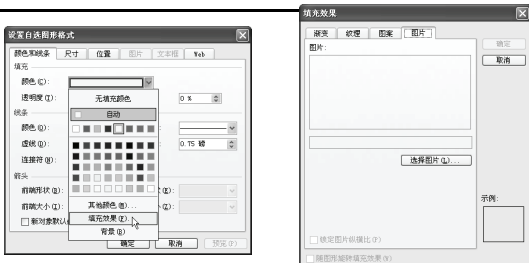 设置自选图形格式
颜色和线条 尺寸 位置 图片 文本框 Web
填充
颜色(C):
透明度(T): 0 %
无填充颜色
自动
线条
颜色(O):
虚线(D): 0.75 磅
连接符(N):
箭头
前端形状(B):
前端大小(I):
其他颜色(M)...
填充效果(F)...
背景(B)
新对象默认
确定 取消 预览(P)
填充效果
渐变 纹理 图案 图片
图片:
确定
取消
选择图片(L)...
示例:
锁定图片纵横比(P)
随图形旋转填充效果(W)